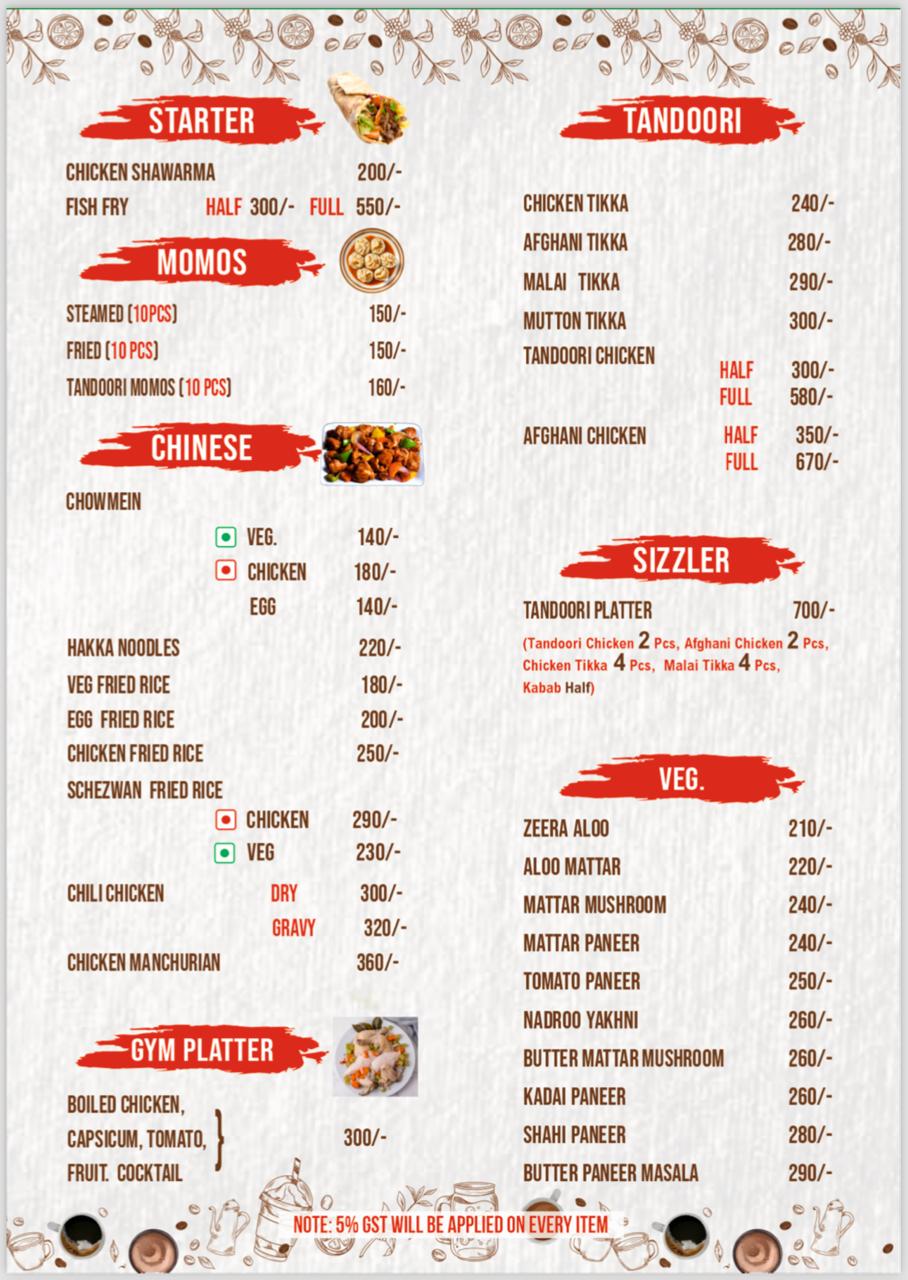 STARTER
CHICKEN SHAWARMA 200/-
FISH FRY HALF 300/- FULL 550/-
MOMOS
STEAMED (10PCS) 150/-
FRIED (10 PCS) 150/-
TANDOORI MOMOS (10 PCS) 160/-
CHINESE
CHOWMEIN
VEG. 140/-
CHICKEN 180/-
EGG 140/-
HAKKA NOODLES 220/-
VEG FRIED RICE 180/-
EGG FRIED RICE 200/-
CHICKEN FRIED RICE 250/-
SCHEZWAN FRIED RICE
CHICKEN 290/-
VEG 230/-
CHILI CHICKEN DRY 300/-
GRAVY 320/-
CHICKEN MANCHURIAN 360/-
GYM PLATTER
BOILED CHICKEN,
CAPSICUM, TOMATO, 300/-
FRUIT. COCKTAIL
TANDOORI
CHICKEN TIKKA 240/-
AFGHANI TIKKA 280/-
MALAI TIKKA 290/-
MUTTON TIKKA 300/-
TANDOORI CHICKEN
HALF 300/-
FULL 580/-
AFGHANI CHICKEN HALF 350/-
FULL 670/-
SIZZLER
TANDOORI PLATTER 700/-
(Tandoori Chicken 2 Pcs, Afghani Chicken 2 Pcs,
Chicken Tikka 4 Pcs, Malai Tikka 4 Pcs,
Kabab Half)
VEG.
ZEERA ALOO 210/-
ALOO MATTAR 220/-
MATTAR MUSHROOM 240/-
MATTAR PANEER 240/-
TOMATO PANEER 250/-
NADROO YAKHNI 260/-
BUTTER MATTAR MUSHROOM 260/-
KADAI PANEER 260/-
SHAHI PANEER 280/-
BUTTER PANEER MASALA 290/-
NOTE: 5% GST WILL BE APPLIED ON EVERY ITEM